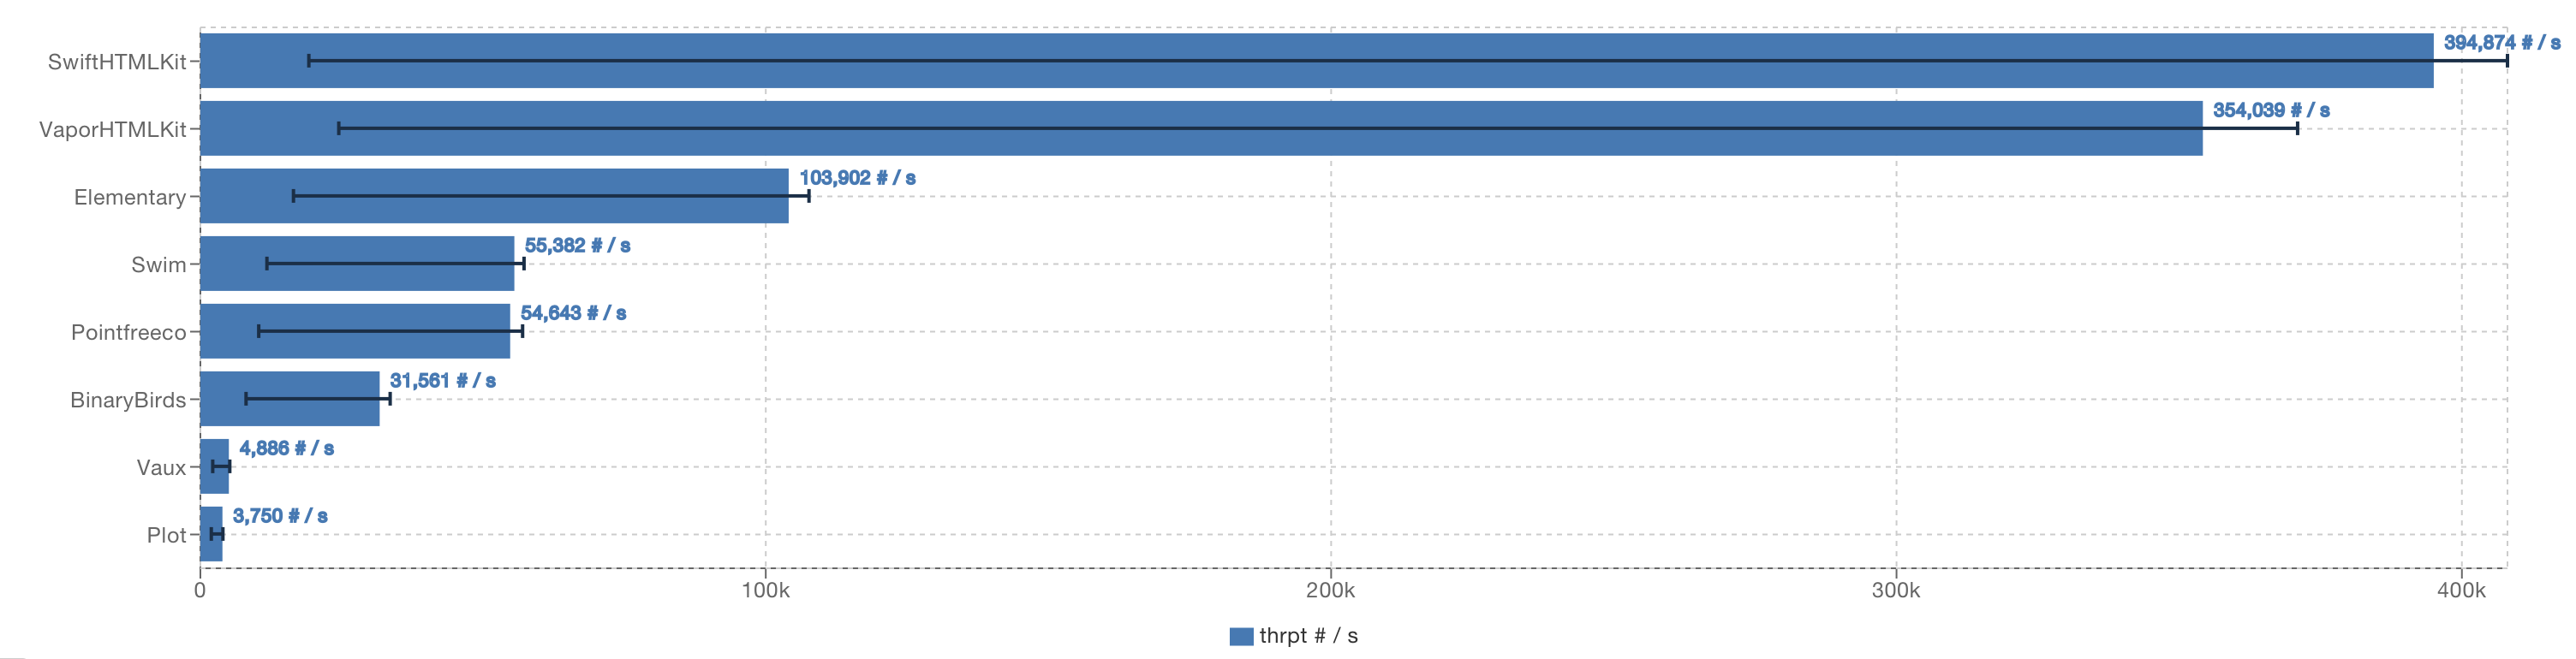 SwiftHTMLKit 394,874 # / s
VaporHTMLKit 354,039 # / s
Elementary 103,902 # / s
Swim 55,382 # / s
Pointfreeco 54,643 # / s
BinaryBirds 31,561 # / s
Vaux 4,886 # / s
Plot 3,750 # / s
0 100k 200k 300k 400k
thrpt # / s